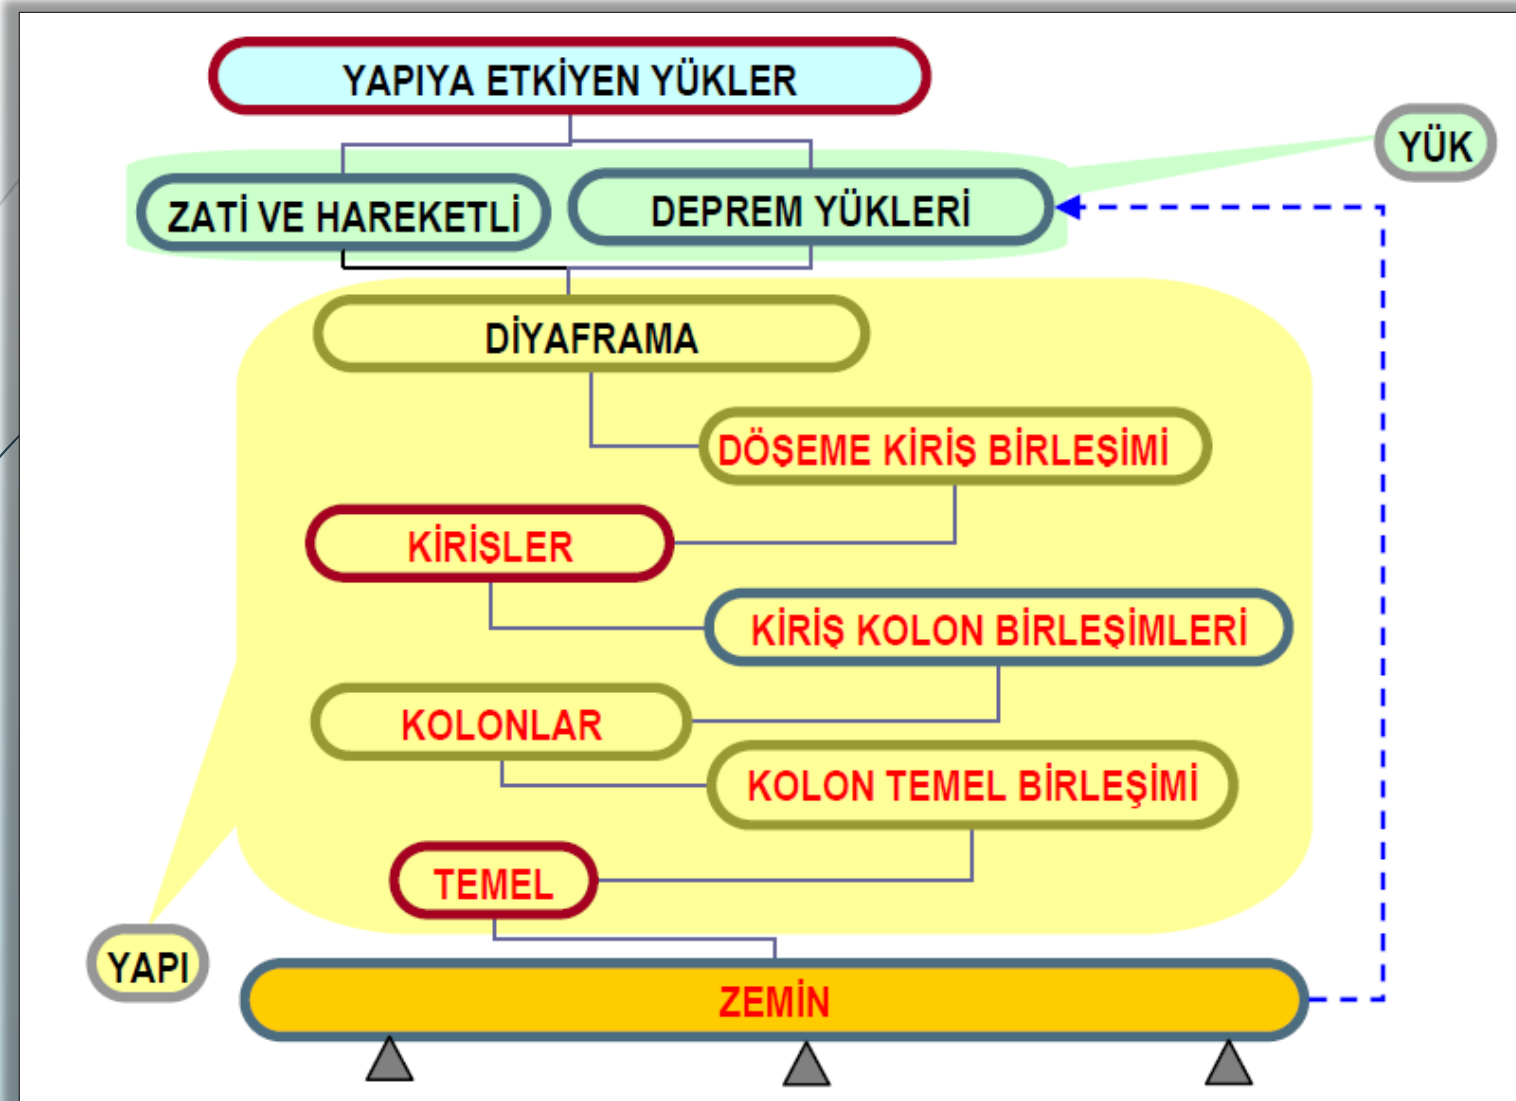 YAPIYA ETKİYEN YÜKLER
YÜK
ZATİ VE HAREKETLİ
DEPREM YÜKLERİ
DİYAFRAMA
DÖŞEME KİRİŞ BİRLEŞİMİ
KİRİŞLER
KİRİŞ KOLON BİRLEŞİMLERİ
KOLONLAR
KOLON TEMEL BİRLEŞİMİ
TEMEL
YAPI
ZEMİN